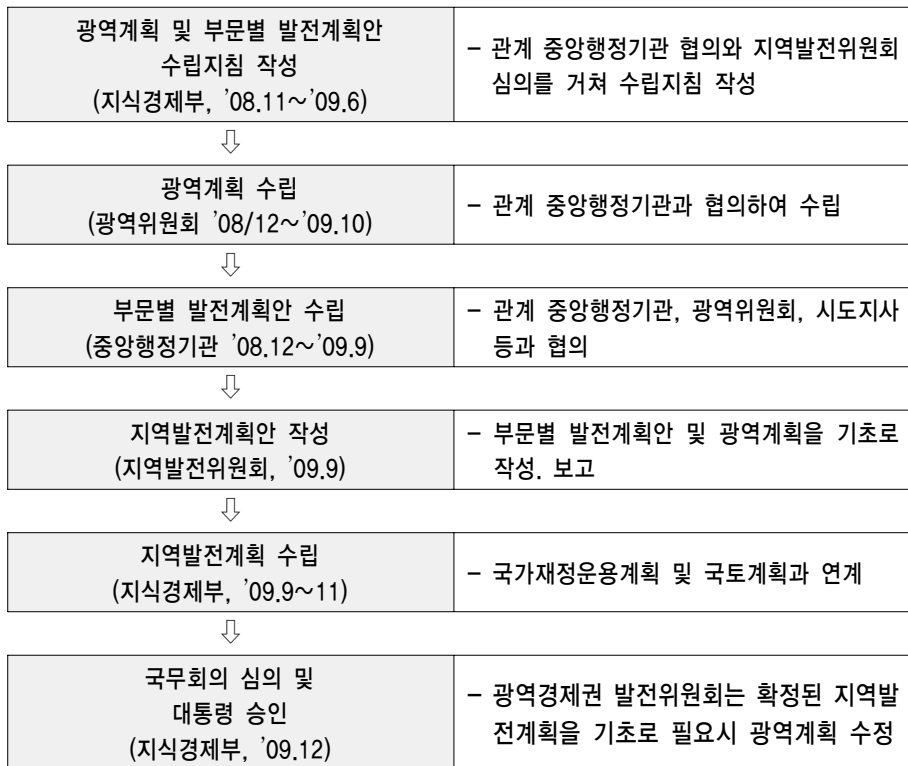 광역계획 및 부문별 발전계획안
수립지침 작성
(지식경제부, ’08.11～’09.6)
- 관계 중앙행정기관 협의와 지역발전위원회
심의를 거쳐 수립지침 작성
⇩
광역계획 수립
(광역위원회 ’08/12～’09.10)
- 관계 중앙행정기관과 협의하여 수립
⇩
부문별 발전계획안 수립
(중앙행정기관 ’08.12～’09.9)
- 관계 중앙행정기관, 광역위원회, 시도지사
등과 협의
⇩
지역발전계획안 작성
(지역발전위원회, ’09.9)
- 부문별 발전계획안 및 광역계획을 기초로
작성. 보고
⇩
지역발전계획 수립
(지식경제부, ’09.9～11)
- 국가재정운용계획 및 국토계획과 연계
⇩
국무회의 심의 및
대통령 승인
(지식경제부, ’09.12)
- 광역경제권 발전위원회는 확정된 지역발
전계획을 기초로 필요시 광역계획 수정